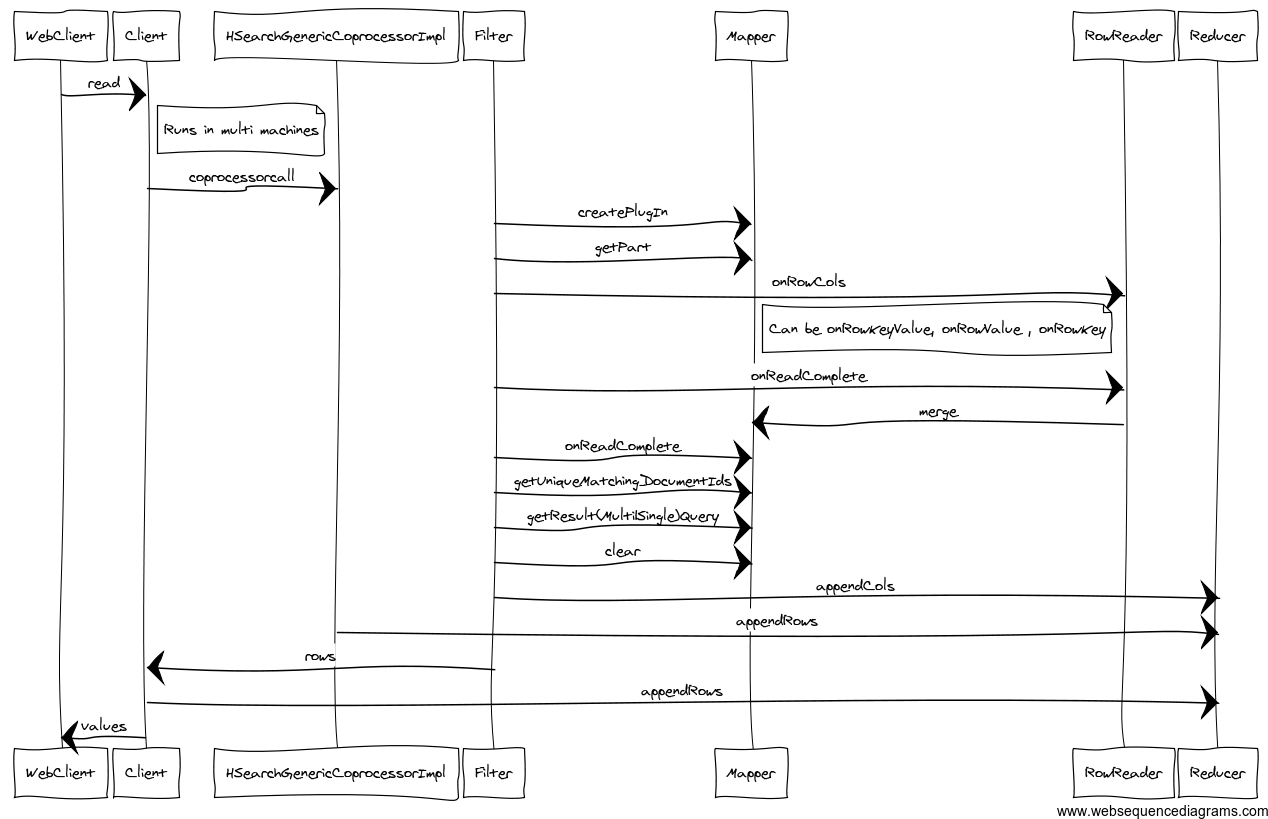 WebClient Client HSearchGenericCoprocessorImpl Filter Mapper RowReader Reducer
read
Runs in multi machines
coprocessorcall
createPlugIn
getPart
onRowCols
Can be onRowKeyValue, onRowValue , onRowKey
onReadComplete
merge
onReadComplete
getUniqueMatchingDocumentIds
getResult(Multi|Single)Query
clear
appendCols
appendRows
rows
appendRows
values
WebClient Client HSearchGenericCoprocessorImpl Filter Mapper RowReader Reducer
www.websequencediagrams.com